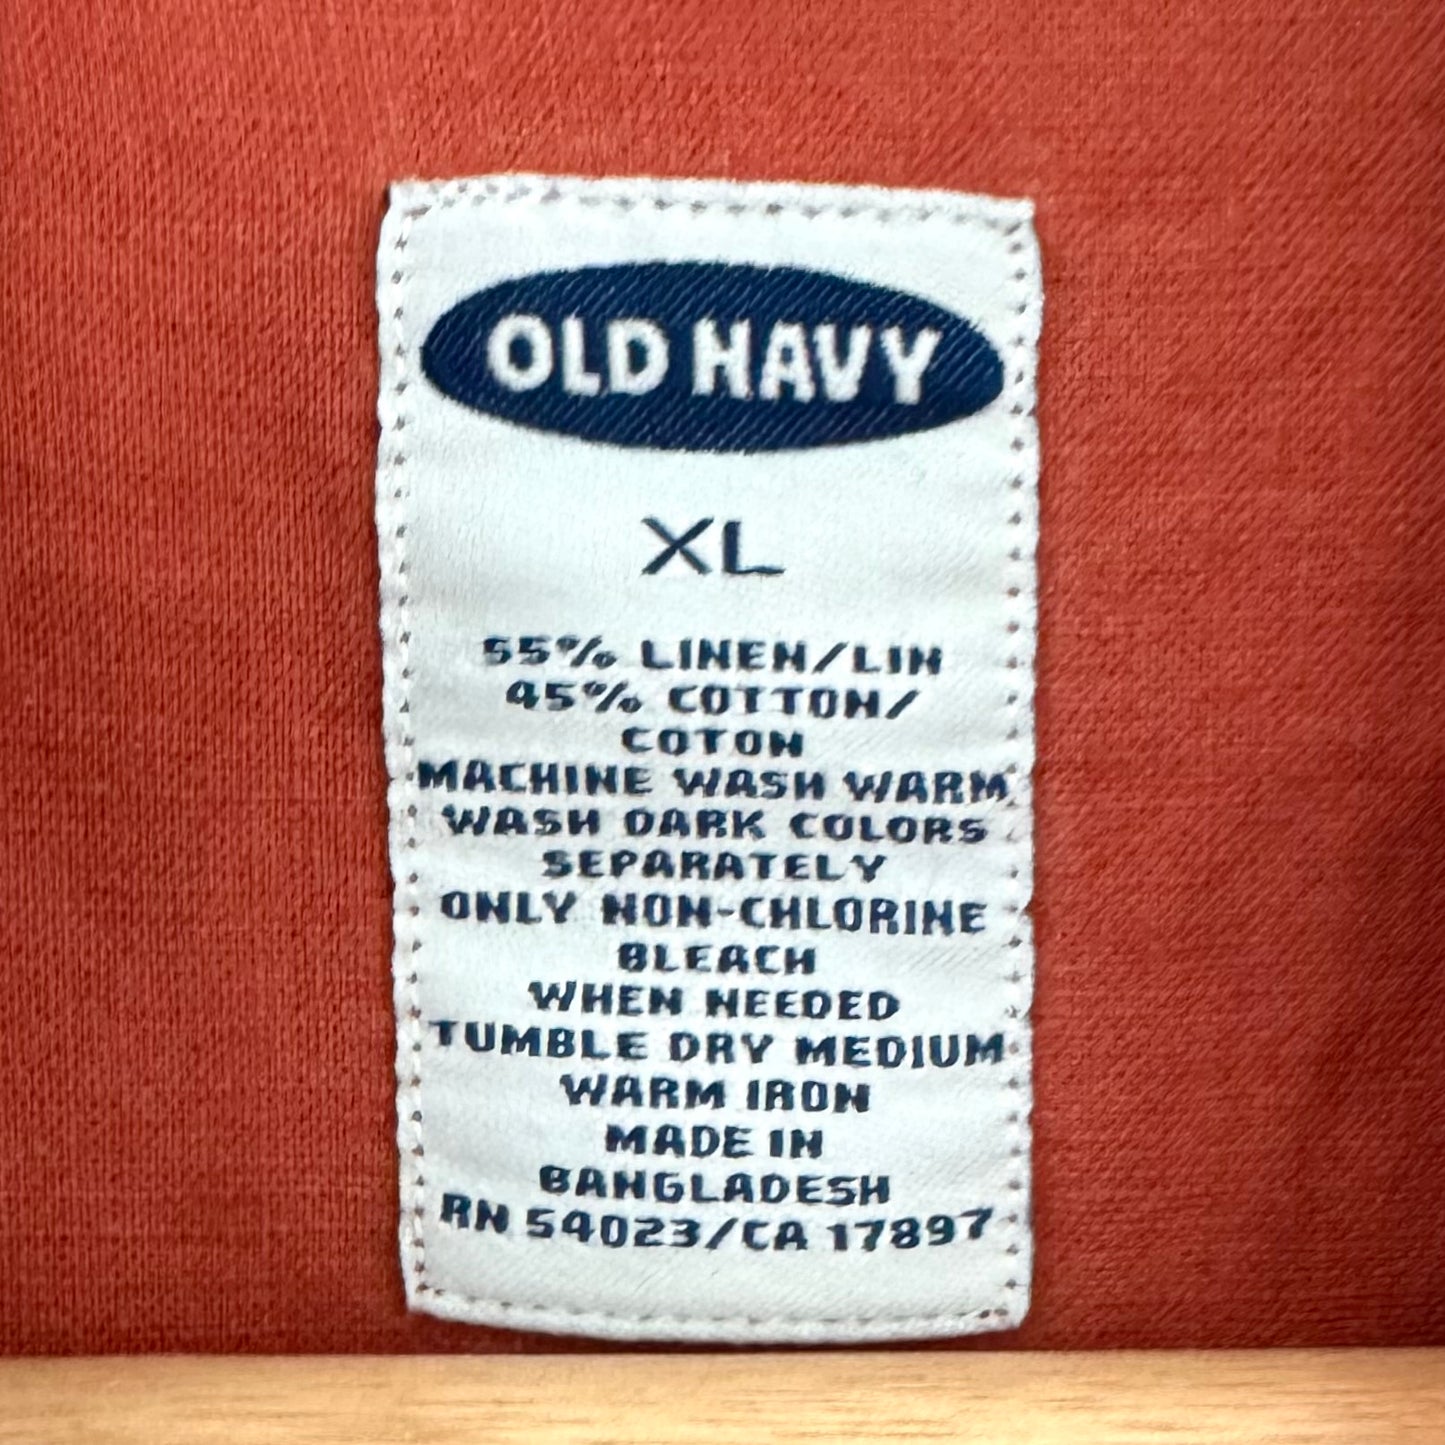 OLD NAVY
XL
55% LINEN/LIN
45% COTTON/
COTON
MACHINE WASH WARM
WASH DARK COLORS
SEPARATELY
ONLY NON-CHLORINE
BLEACH
WHEN NEEDED
TUMBLE DRY MEDIUM
WARM IRON
MADE IN
BANGLADESH
RN 54023/CA 17897